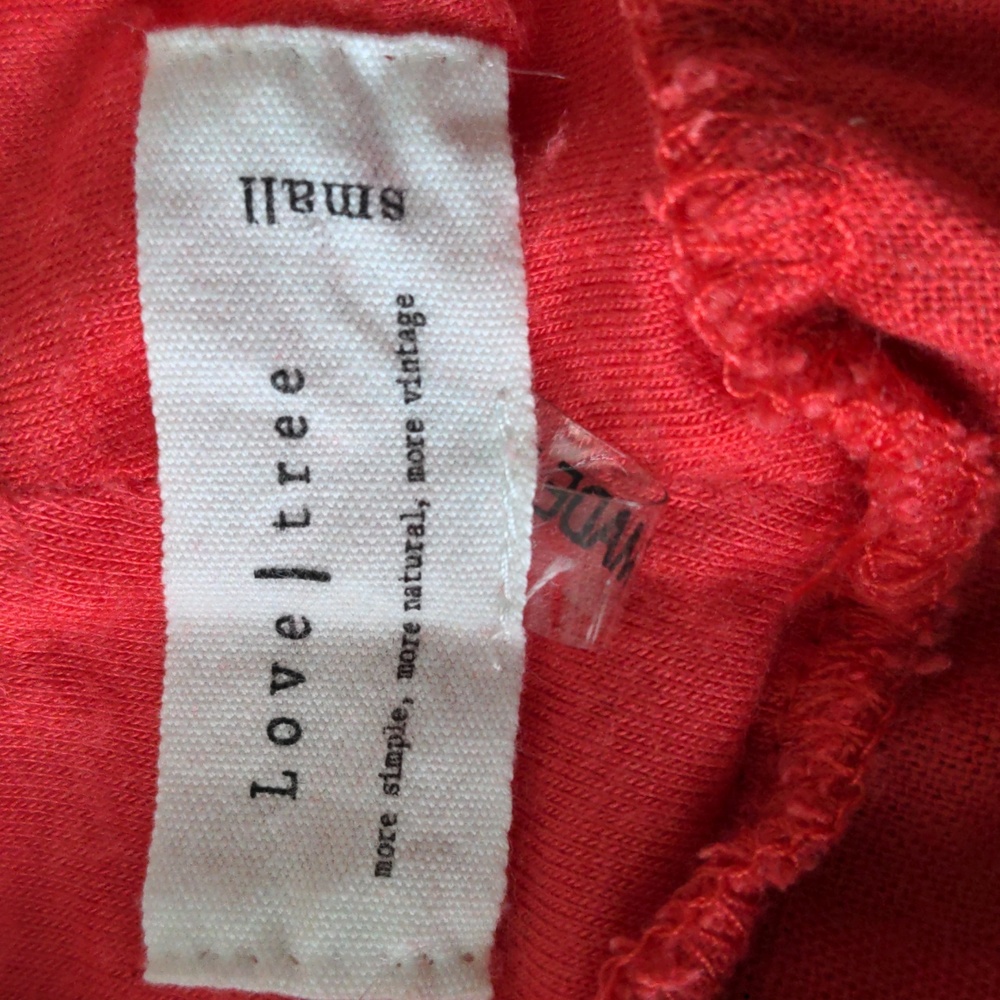 small
Love|tree
more simple, more natural, more vintage